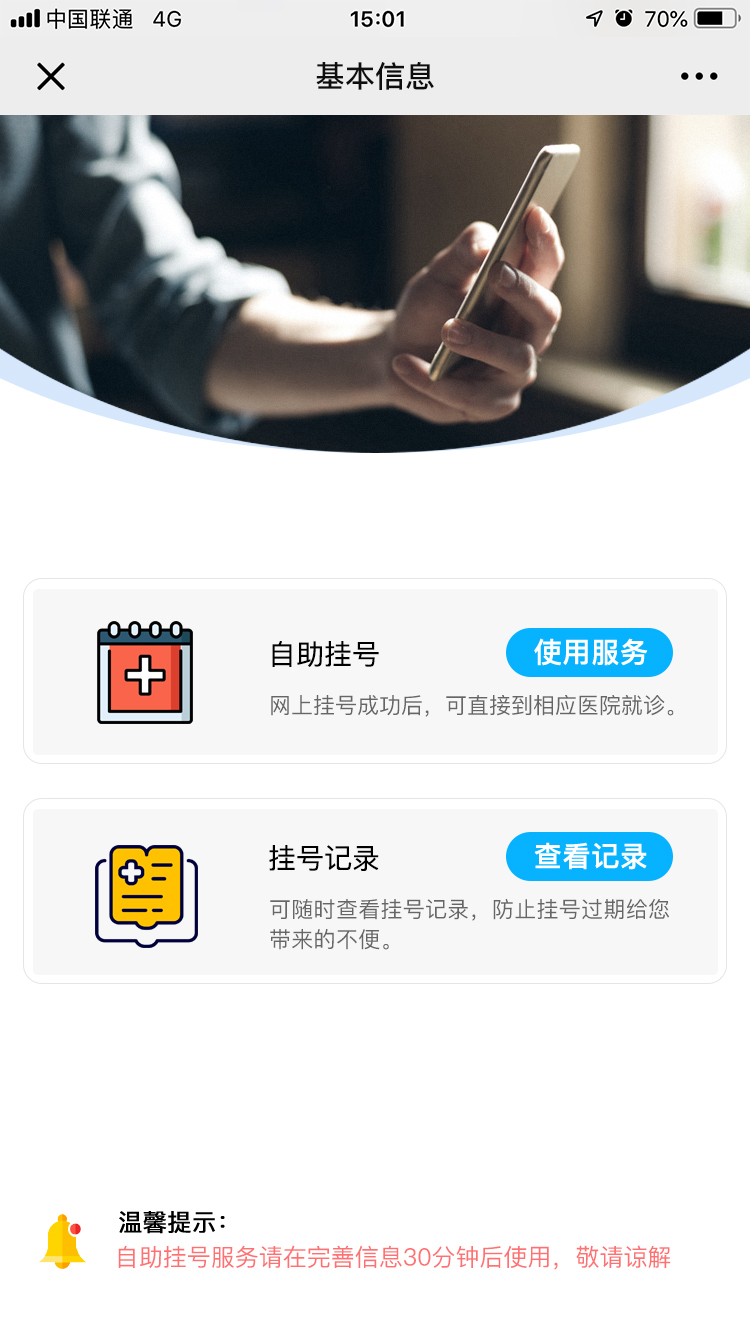 中国联通 4G 15:01 70%
基本信息
自助挂号 使用服务
网上挂号成功后，可直接到相应医院就诊。
挂号记录 查看记录
可随时查看挂号记录，防止挂号过期给您
带来的不便。
温馨提示：
自助挂号服务请在完善信息30分钟后使用，敬请谅解